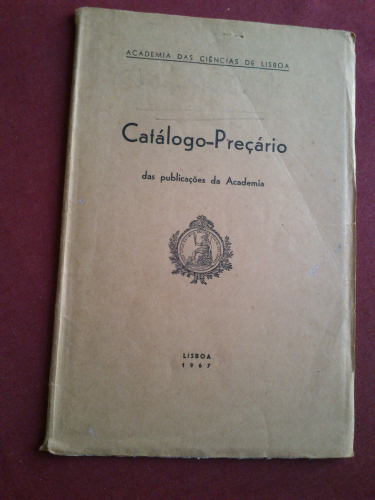 ACADEMIA DAS CIÊNCIAS DE LISBOA
Catálogo-Preçário
das publicações da Academia
LISBOA
1967